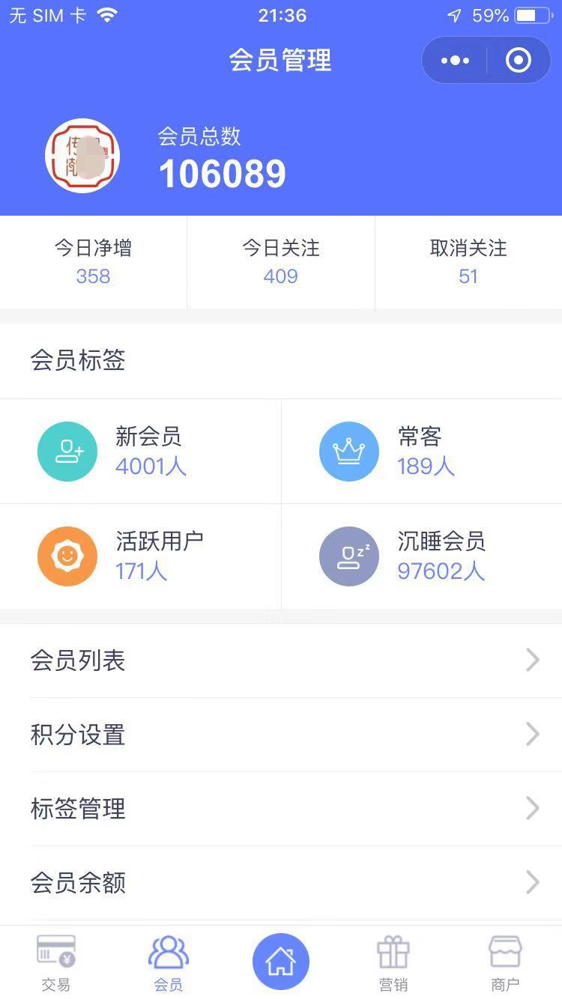 无 SIM 卡 21:36 59%
会员管理
会员总数
106089
今日净增 今日关注 取消关注
358 409 51
会员标签
新会员 常客
4001人 189人
活跃用户 沉睡会员
171人 97602人
会员列表
积分设置
标签管理
会员余额
交易 会员 营销 商户